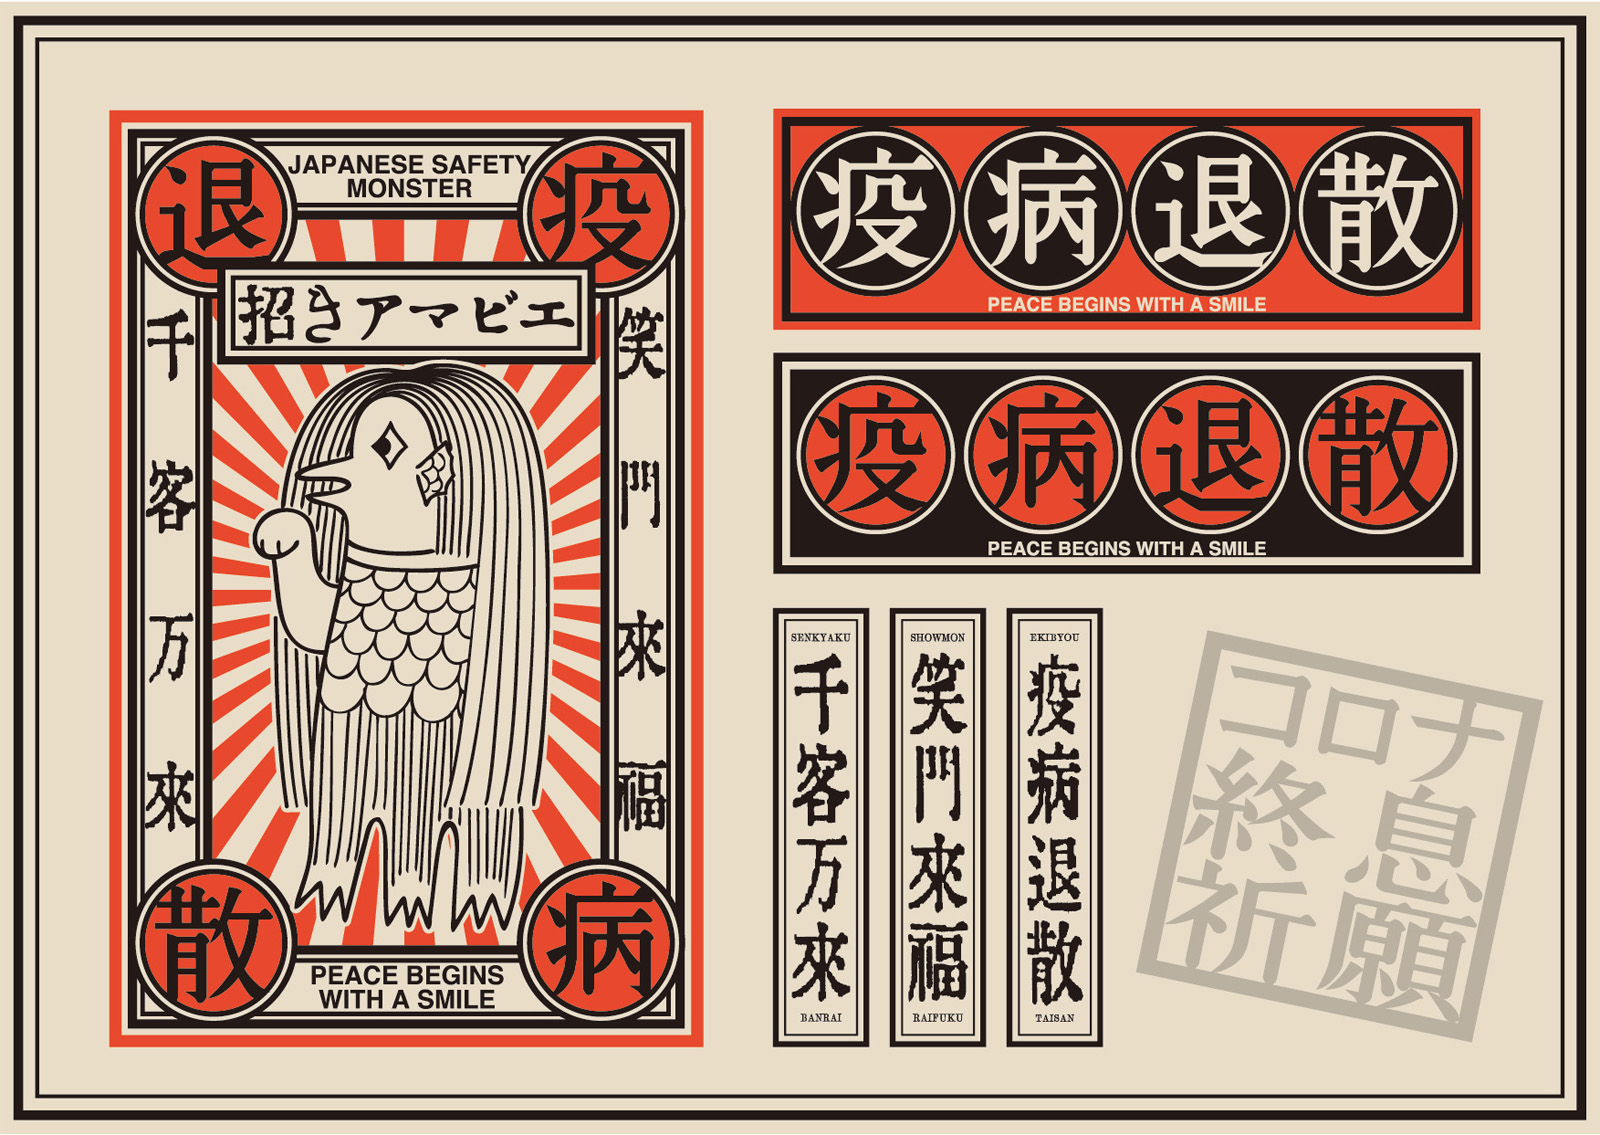 退
JAPANESE SAFETY
MONSTER
疫
招きアマビエ
千客万來
笑門來福
散
PEACE BEGINS
WITH A SMILE
病
疫病退散
PEACE BEGINS WITH A SMILE
疫病退散
PEACE BEGINS WITH A SMILE
SENKYAKU
千客万來
BANRAI
SHOWMON
笑門來福
RAIFUKU
EKIBYOU
疫病退散
TAISAN
コロナ
終息
祈願